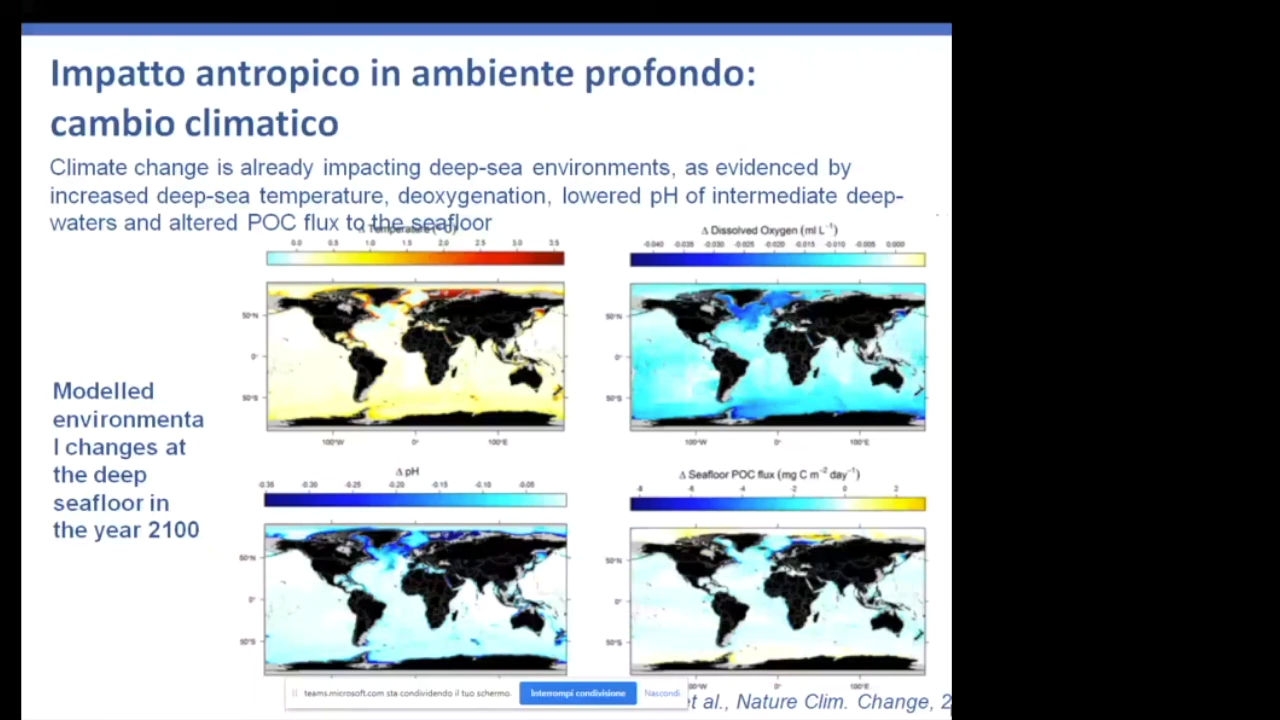 Impatto antropico in ambiente profondo:
cambio climatico
Climate change is already impacting deep-sea environments, as evidenced by
increased deep-sea temperature, deoxygenation, lowered pH of intermediate deep-
waters and altered POC flux to the seafloor
Δ Temperature
0.0 0.5 1.0 1.5 2.0 2.5 3.0 3.5
50°N
0°
50°S
100°W 0° 100°E
Δ Dissolved Oxygen (ml L⁻¹)
-0.040 -0.035 -0.030 -0.025 -0.020 -0.015 -0.010 -0.005 0.000
50°N
0°
50°S
100°W 0° 100°E
Modelled
environmenta
l changes at
the deep
seafloor in
the year 2100
Δ pH
-0.35 -0.30 -0.25 -0.20 -0.15 -0.10 -0.05
50°N
0°
50°S
Δ Seafloor POC flux (mg C m⁻² day⁻¹)
-8 -6 -4 -2 0 2
50°N
0°
50°S
00°W 0° 100°E
teams.microsoft.com sta condividendo il tuo schermo.
Interrompi condivisione
Nascondi
et al., Nature Clim. Change, 2